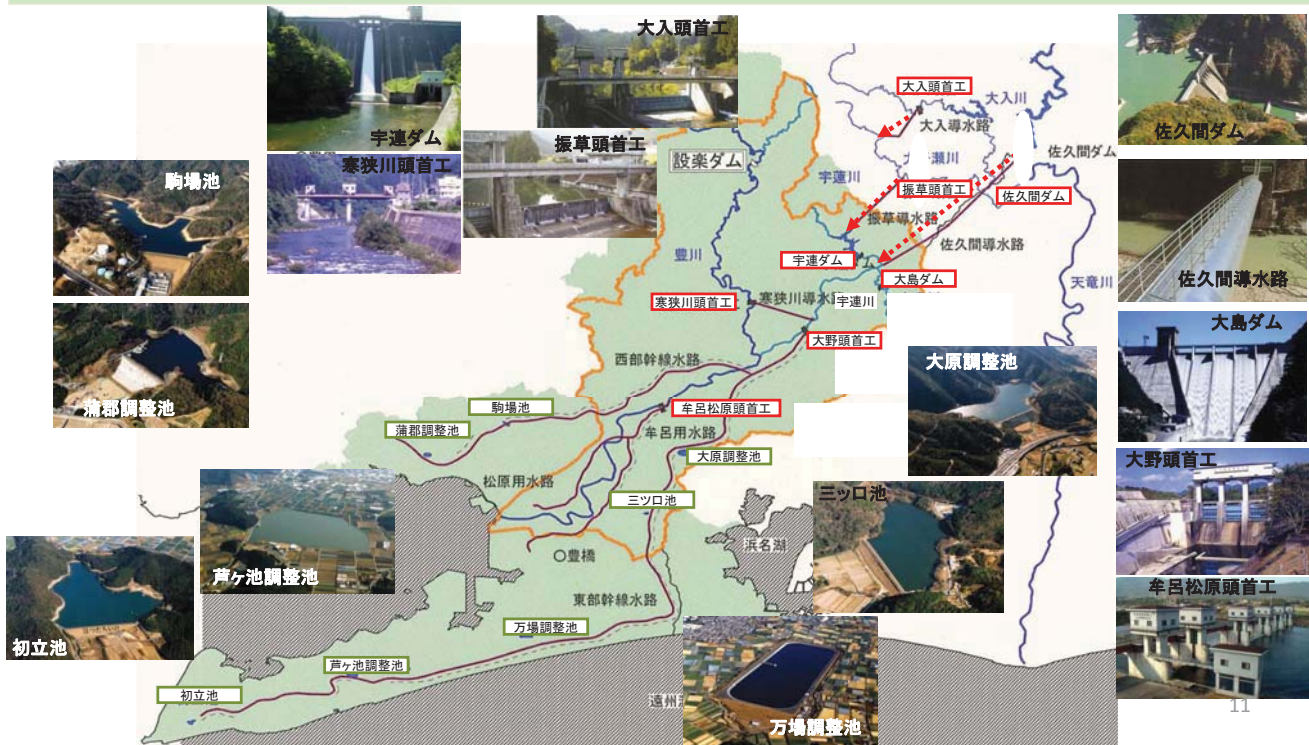 大入頭首工
宇連ダム
振草頭首工
寒狭川頭首工
駒場池
蒲郡調整池
佐久間ダム
佐久間導水路
大島ダム
大野頭首工
牟呂松原頭首工
大入頭首工
大入川
大入導水路
設楽ダム
宇蓮川
瀬川
佐久間ダム
振草頭首工
佐久間ダム
振草導水路
豊川
佐久間導水路
宇連ダム
大島ダム
天竜川
寒狭川頭首工
寒狭川導水
宇連川
大野頭首工
西部幹線水路
大原調整池
駒場池
牟呂松原頭首工
蒲郡調整池
牟呂用水路
大原調整池
松原用水路
三ツ口池
三ツ口池
浜名湖
豊橋
芦ヶ池調整池
東部幹線水路
万場調整池
初立池
芦ヶ池調整池
初立池
遠州
万場調整池
11